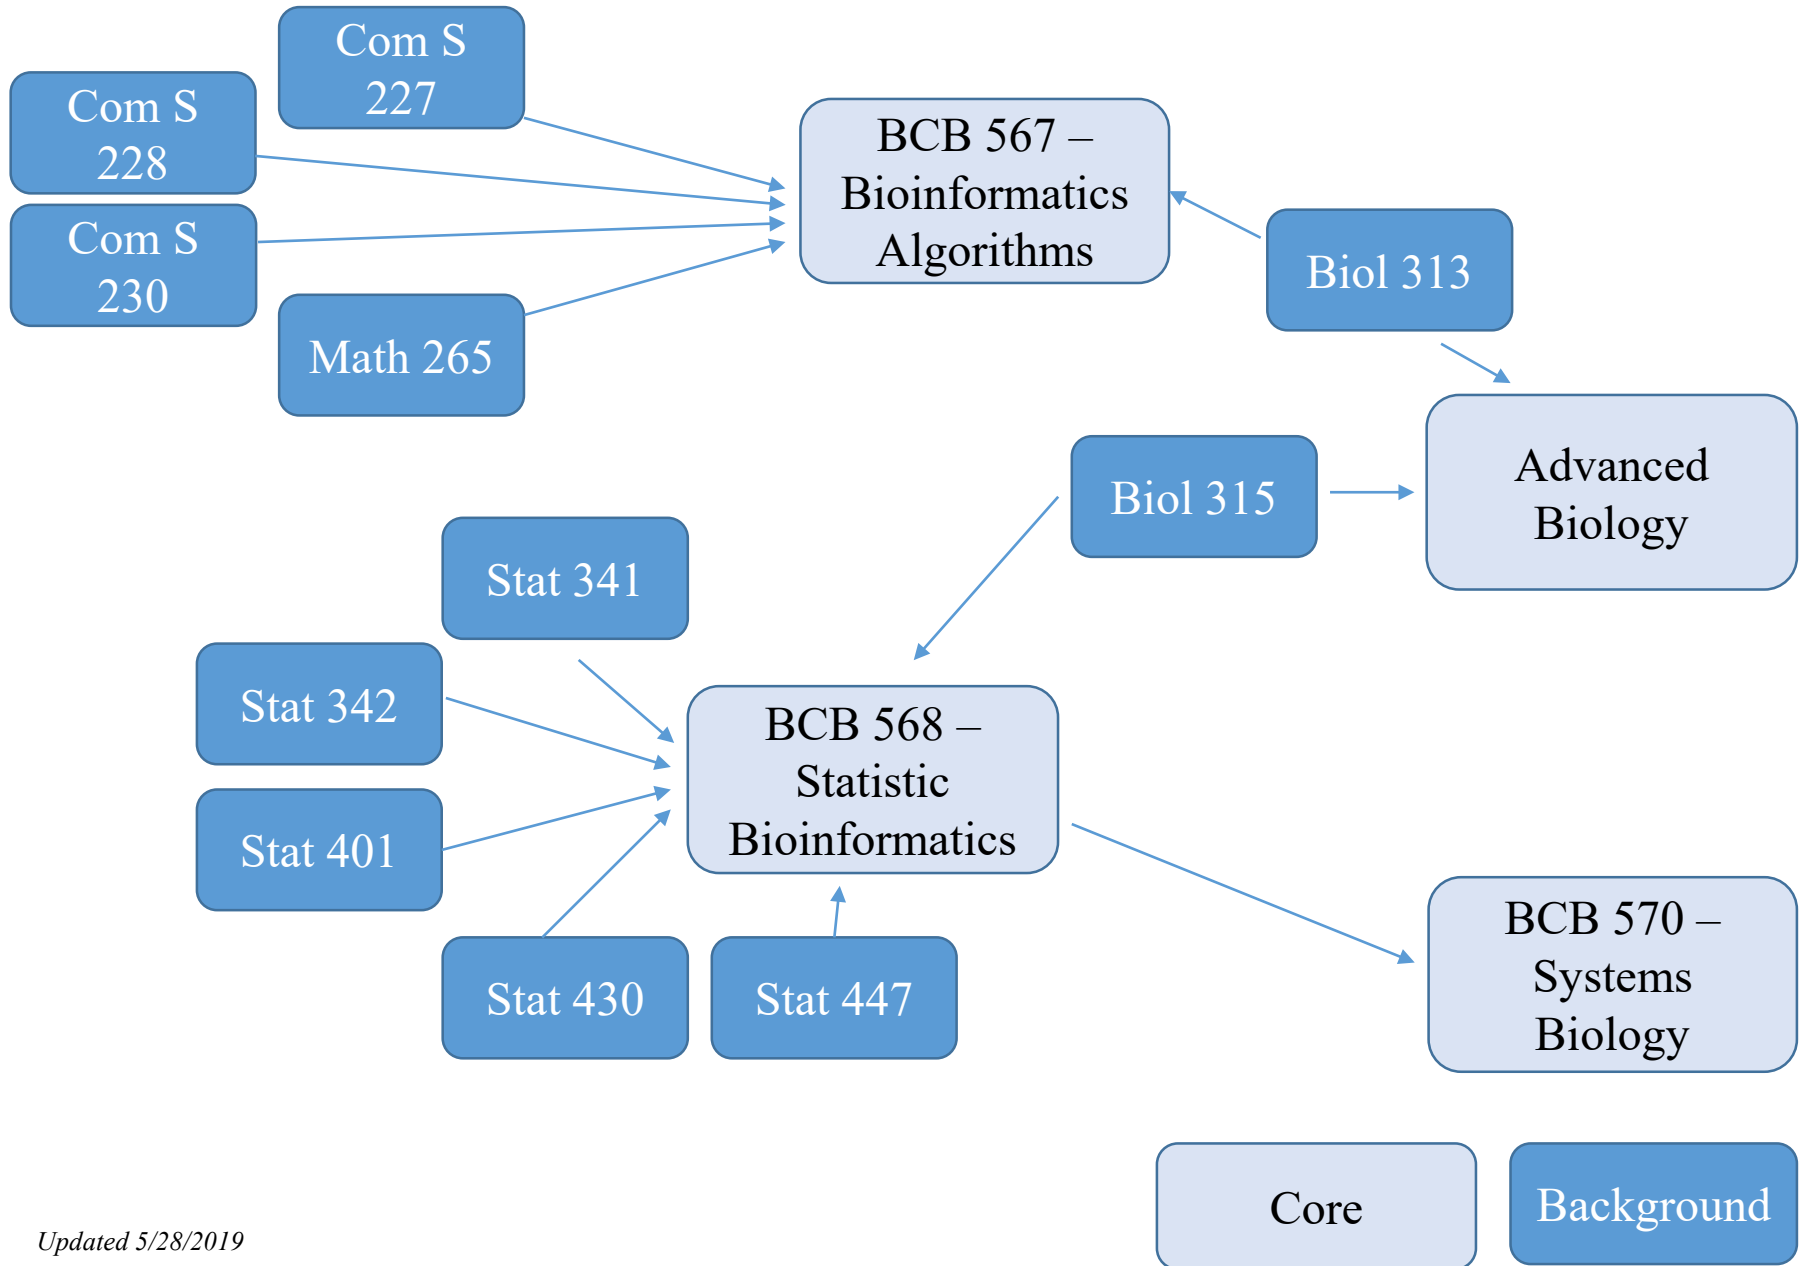 Com S
227
Com S
228
Com S
230
Math 265
BCB 567 –
Bioinformatics
Algorithms
Biol 313
Advanced
Biology
Biol 315
Stat 341
Stat 342
Stat 401
Stat 430
Stat 447
BCB 568 –
Statistic
Bioinformatics
BCB 570 –
Systems
Biology
Core
Background
Updated 5/28/2019